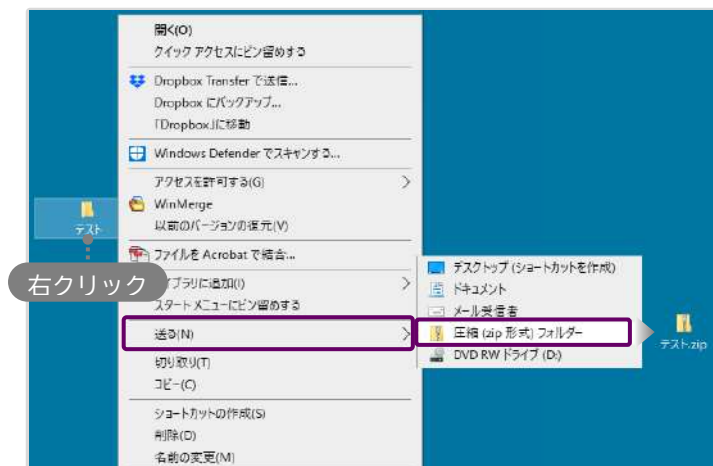 開く(O)
クイック アクセスにピン留めする
Dropbox Transfer で送信...
Dropbox にバックアップ...
「Dropbox」に移動
Windows Defender でスキャンする...
アクセスを許可する(G)
WinMerge
以前のバージョンの復元(V)
ファイルを Acrobat で結合...
イブラリに追加(I)
スタート メニューにピン留めする
送る(N)
切り取り(T)
コピー(C)
ショートカットの作成(S)
削除(D)
名前の変更(M)
テスト
右クリック
デスクトップ (ショートカットを作成)
ドキュメント
メール受信者
圧縮 (zip 形式) フォルダー
DVD RW ドライブ (D:)
テスト.zip